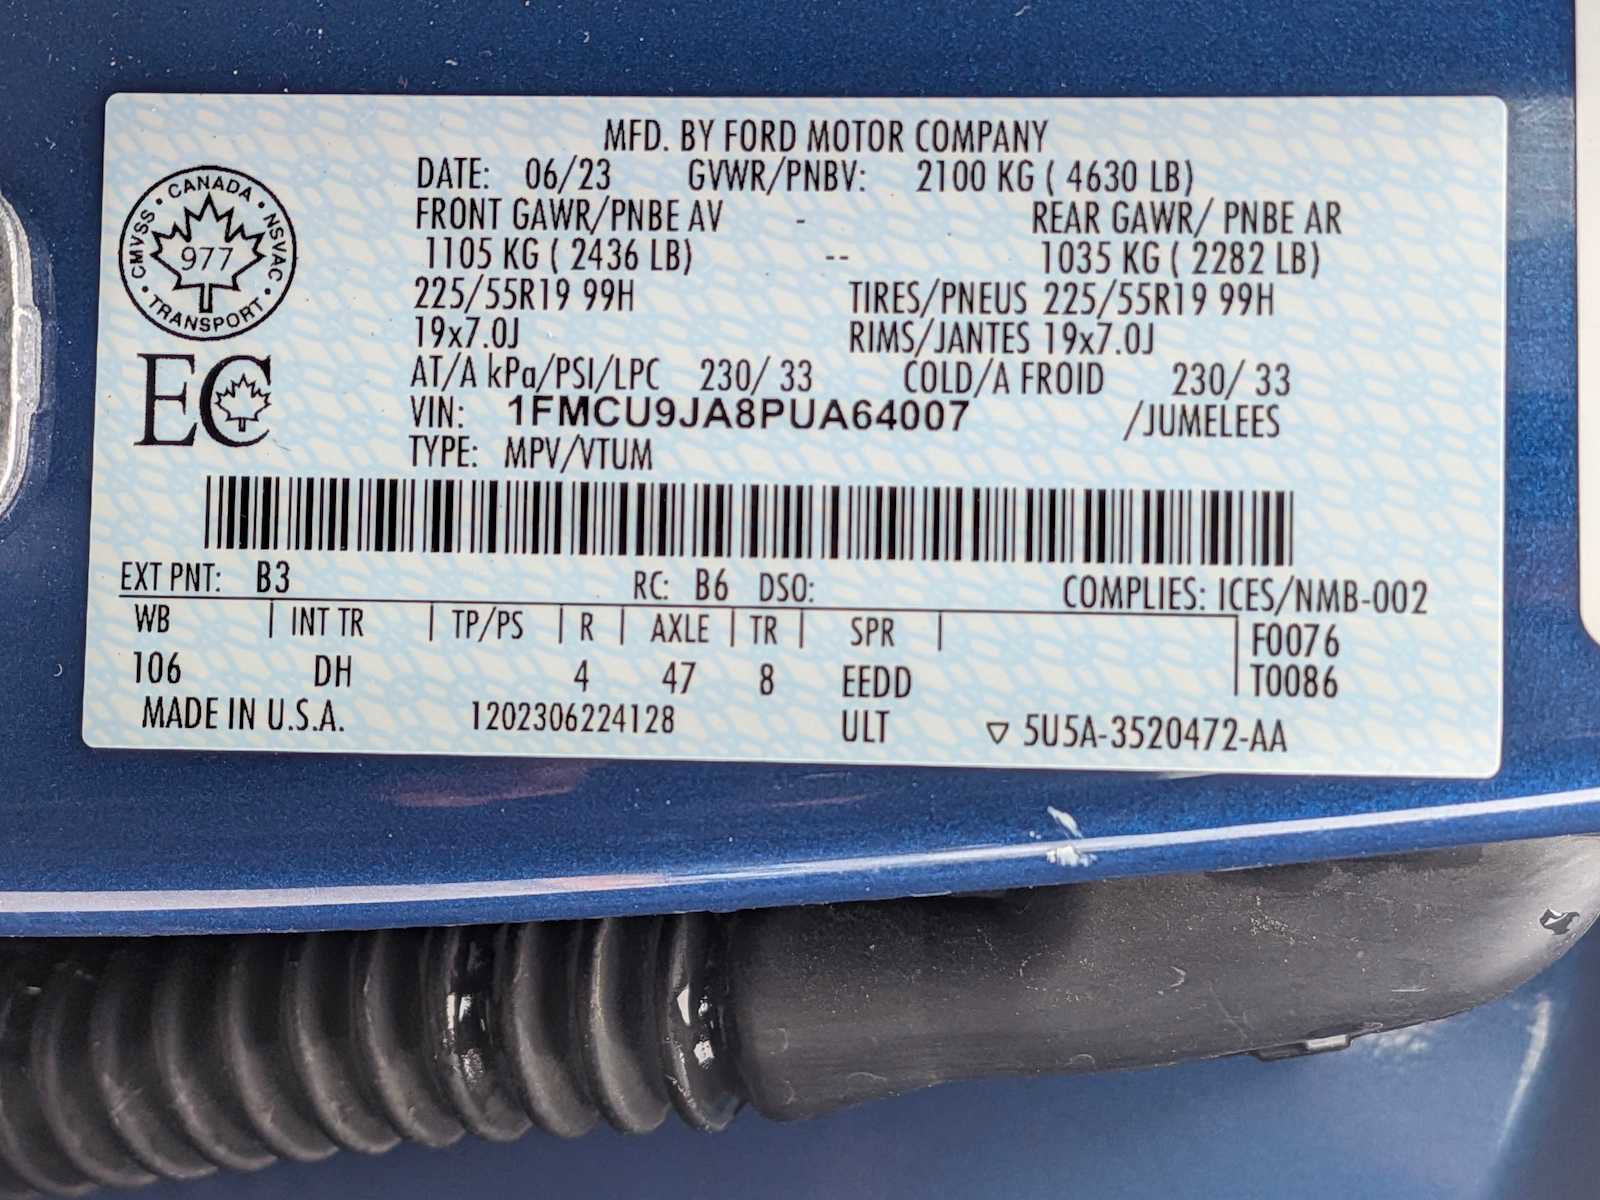 MFD. BY FORD MOTOR COMPANY
DATE: 06/23 GVWR/PNBV: 2100 KG ( 4630 LB)
FRONT GAWR/PNBE AV - REAR GAWR/ PNBE AR
1105 KG ( 2436 LB) -- 1035 KG ( 2282 LB)
225/55R19 99H TIRES/PNEUS 225/55R19 99H
19x7.0J RIMS/JANTES 19x7.0J
AT/A kPa/PSI/LPC 230/ 33 COLD/A FROID 230/ 33
VIN: 1FMCU9JA8PUA64007 /JUMELEES
TYPE: MPV/VTUM
CMVSS · CANADA · NSVAC · TRANSPORT ·
977
EC
EXT PNT: B3 RC: B6 DSO: COMPLIES: ICES/NMB-002
WB | INT TR | TP/PS | R | AXLE | TR | SPR | F0076
106 DH 4 47 8 EEDD T0086
MADE IN U.S.A. 1202306224128 ULT ▽ 5U5A-3520472-AA